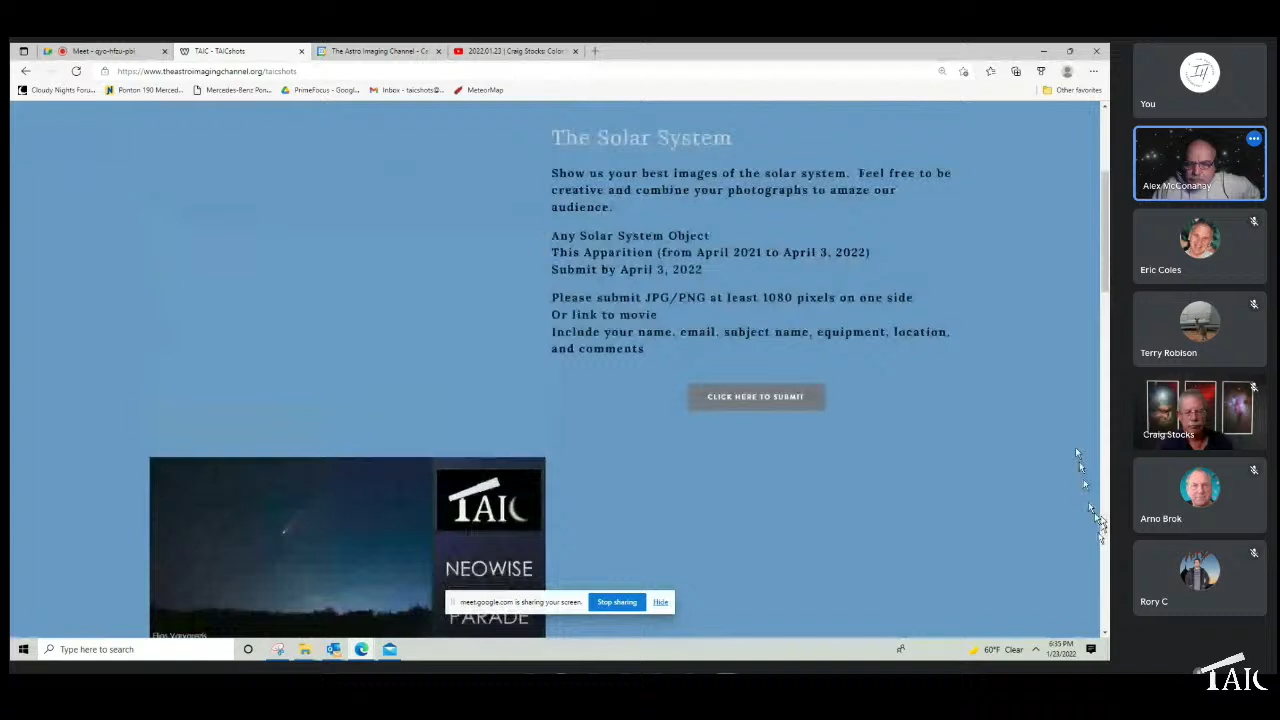 Meet - qyo-hfzu-pbi
TAIC - TAICshots
The Astro Imaging Channel - Ca
2022.01.23 | Craig Stocks: Color
https://www.theastroimagingchannel.org/taicshots
Cloudy Nights Foru...
Ponton 190 Merced...
Mercedes-Benz Pon...
PrimeFocus - Googl...
Inbox - taicshots@...
MeteorMap
Other favorites
The Solar System
Show us your best images of the solar system. Feel free to be
creative and combine your photographs to amaze our
audience.
Any Solar System Object
This Apparition (from April 2021 to April 3, 2022)
Submit by April 3, 2022
Please submit JPG/PNG at least 1080 pixels on one side
Or link to movie
Include your name, email, subject name, equipment, location,
and comments
CLICK HERE TO SUBMIT
TAIC
NEOWISE
PARADE
meet.google.com is sharing your screen.
Stop sharing
Hide
Type here to search
60°F Clear
6:35 PM
1/23/2022
You
Alex McConahay
Eric Coles
Terry Robison
Craig Stocks
Arno Brok
Rory C
TAIC